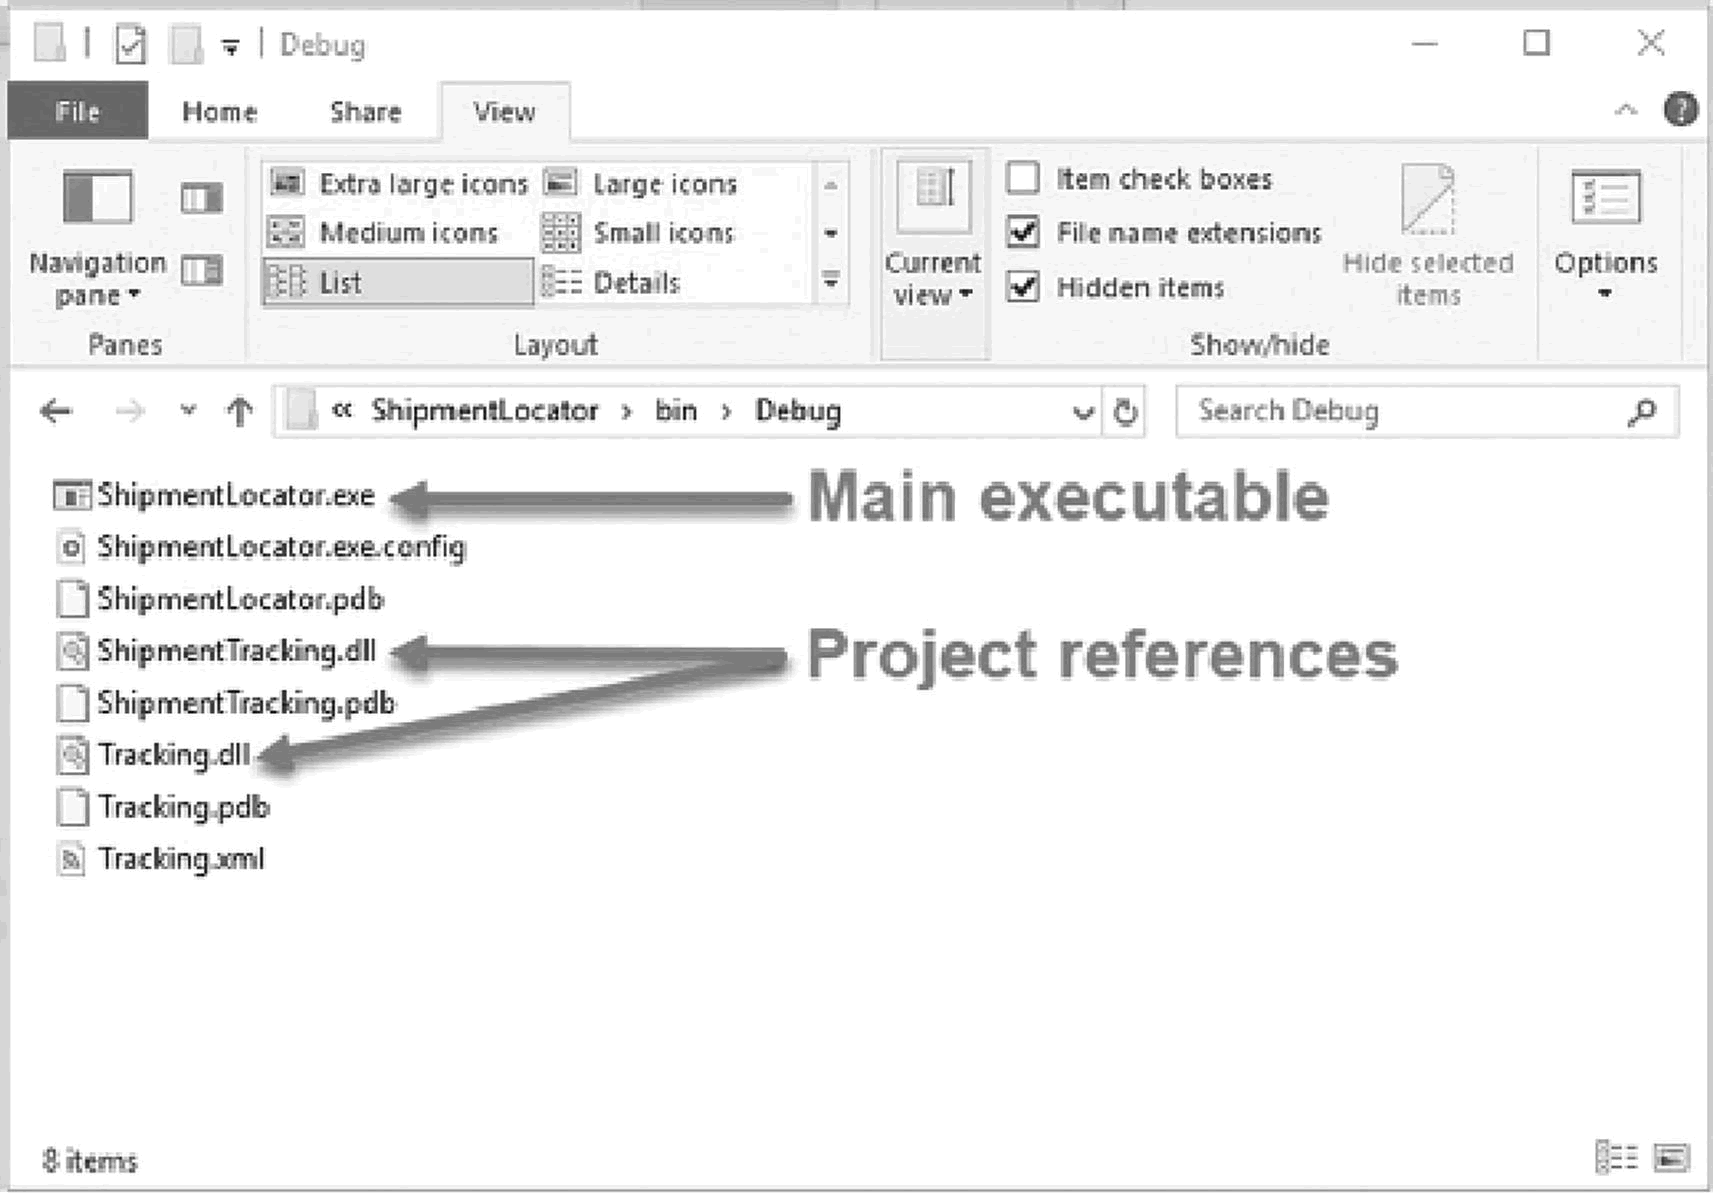 Debug
File Home Share View
Extra large icons Large icons Item check boxes
Medium icons Small icons File name extensions
Navigation pane List Details Current view Hidden items Hide selected items Options
Panes Layout Show/hide
« ShipmentLocator > bin > Debug Search Debug
ShipmentLocator.exe Main executable
ShipmentLocator.exe.config
ShipmentLocator.pdb
ShipmentTracking.dll Project references
ShipmentTracking.pdb
Tracking.dll
Tracking.pdb
Tracking.xml
8 items